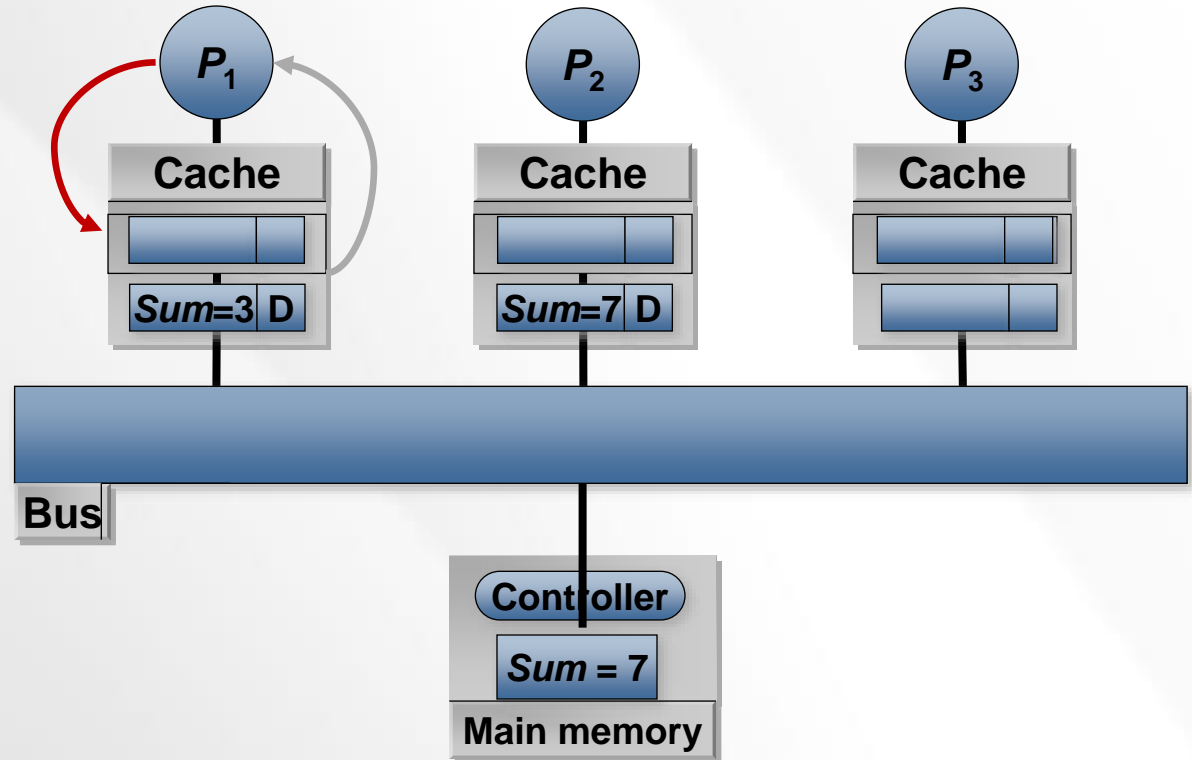 P1
P2
P3
Cache
Cache
Cache
Sum=3 D
Sum=7 D
Bus
Controller
Sum = 7
Main memory